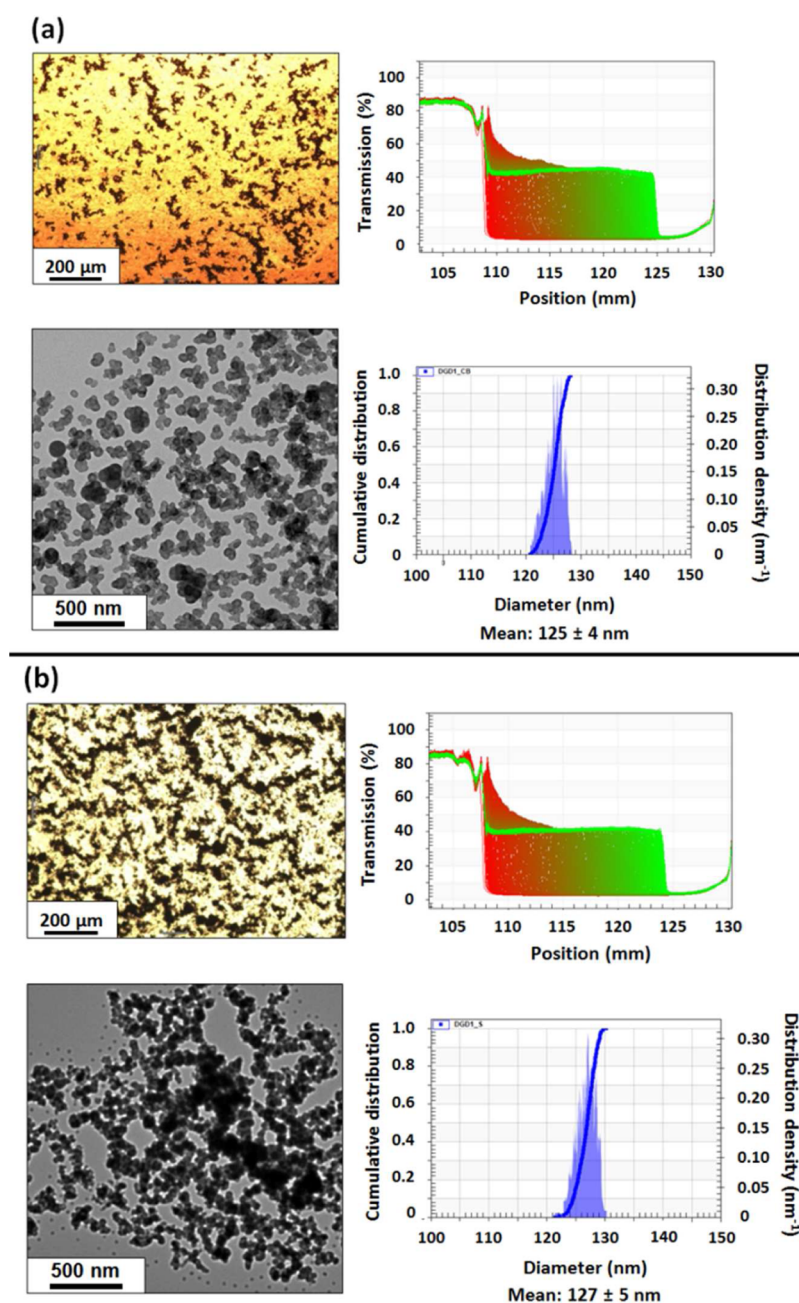 (a)
200 µm
Transmission (%)
100
80
60
40
20
0
105 110 115 120 125 130
Position (mm)
500 nm
Cumulative distribution
1.0
0.8
0.6
0.4
0.2
0
DGD1_CB
Distribution density (nm-1)
0.30
0.25
0.20
0.15
0.10
0.05
0
100 110 120 130 140 150
Diameter (nm)
Mean: 125 ± 4 nm
(b)
200 µm
Transmission (%)
100
80
60
40
20
0
105 110 115 120 125 130
Position (mm)
500 nm
Cumulative distribution
1.0
0.8
0.6
0.4
0.2
0
DGD1_S
Distribution density (nm-1)
0.30
0.25
0.20
0.15
0.10
0.05
0.00
100 110 120 130 140 150
Diameter (nm)
Mean: 127 ± 5 nm